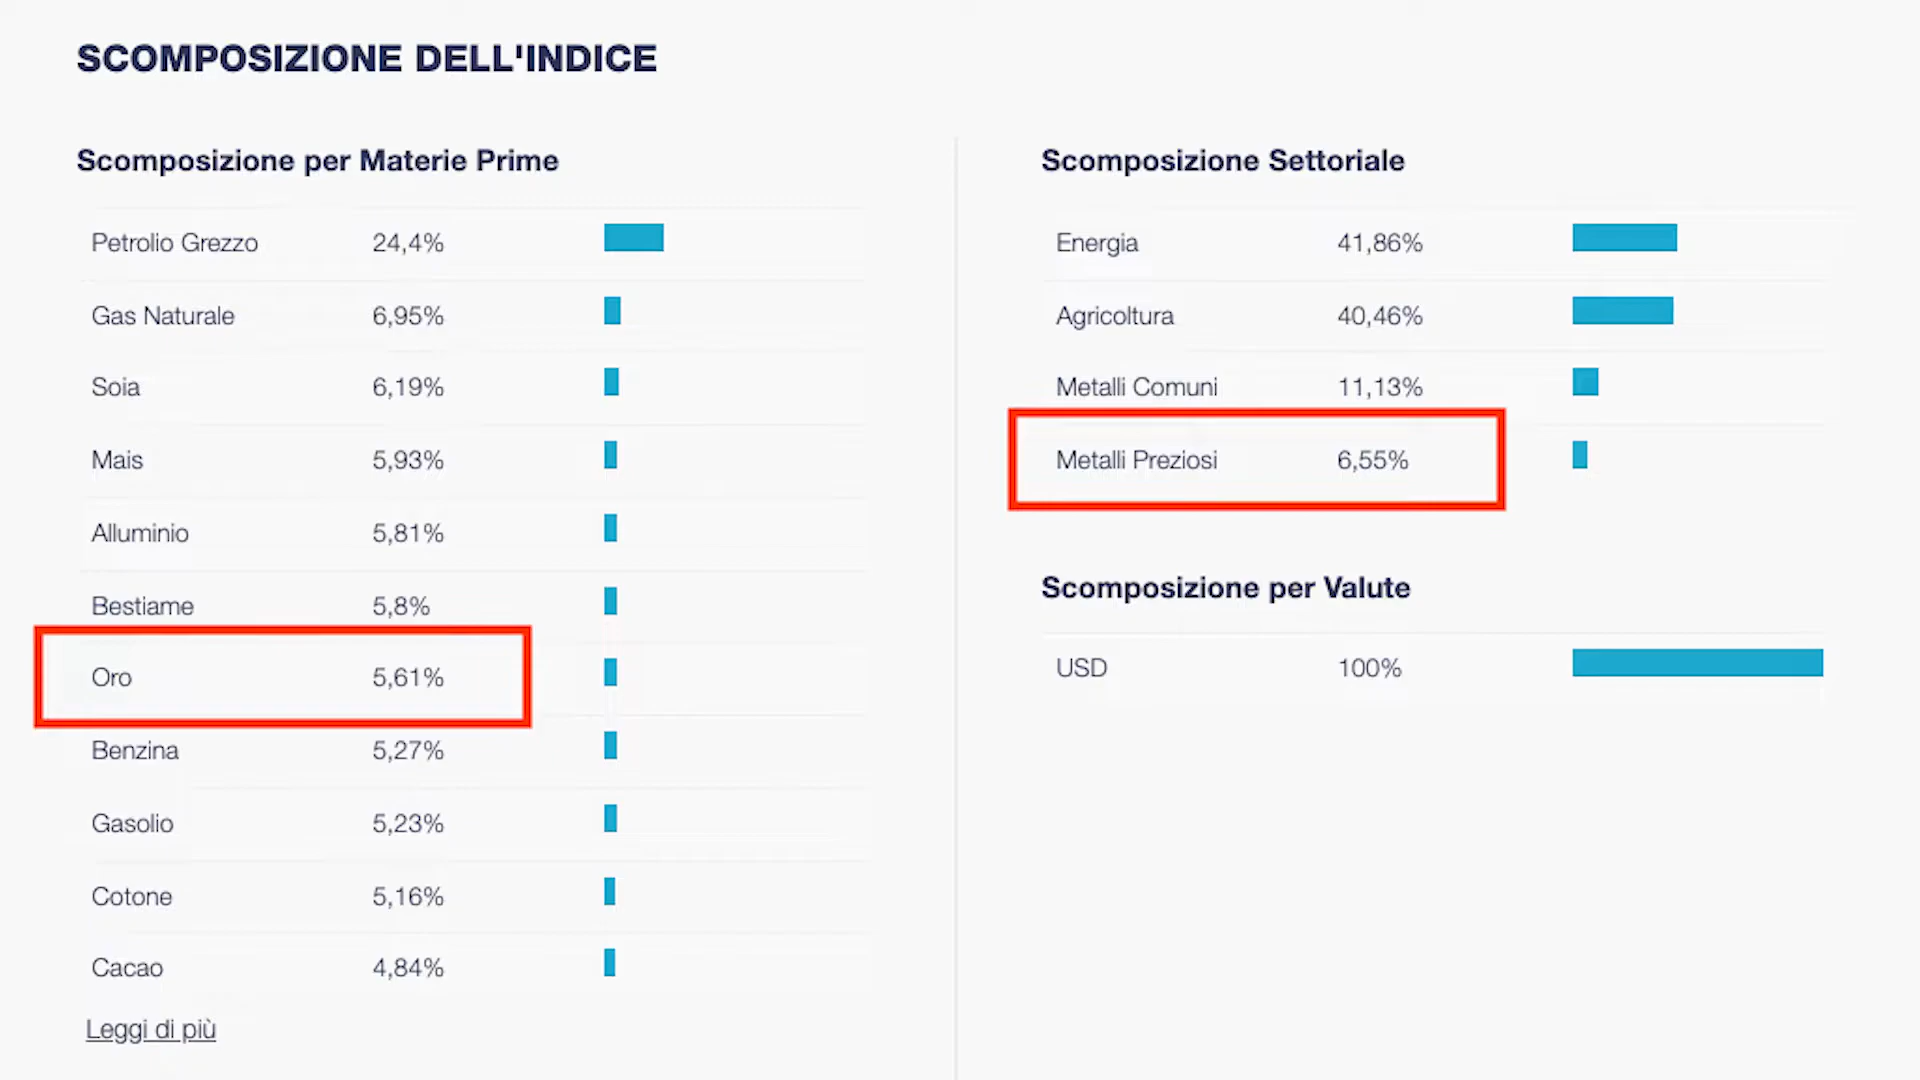 SCOMPOSIZIONE DELL'INDICE
Scomposizione per Materie Prime
Petrolio Grezzo 24,4%
Gas Naturale 6,95%
Soia 6,19%
Mais 5,93%
Alluminio 5,81%
Bestiame 5,8%
Oro 5,61%
Benzina 5,27%
Gasolio 5,23%
Cotone 5,16%
Cacao 4,84%
Leggi di più
Scomposizione Settoriale
Energia 41,86%
Agricoltura 40,46%
Metalli Comuni 11,13%
Metalli Preziosi 6,55%
Scomposizione per Valute
USD 100%